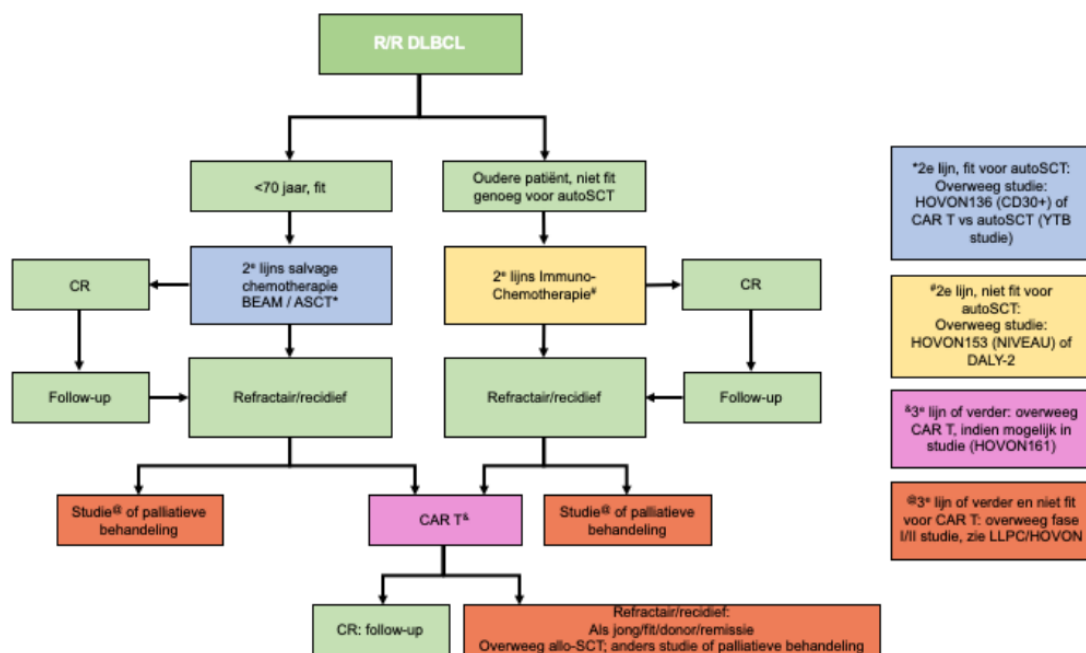 R/R DLBCL
<70 jaar, fit
Oudere patiënt, niet fit
genoeg voor autoSCT
CR
2ᵉ lijns salvage
chemotherapie
BEAM / ASCT*
2ᵉ lijns Immuno-
Chemotherapie#
CR
Follow-up
Refractair/recidief
Refractair/recidief
Follow-up
Studie@ of palliatieve
behandeling
CAR T&
Studie@ of palliatieve
behandeling
CR: follow-up
Refractair/recidief:
Als jong/fit/donor/remissie
Overweeg allo-SCT; anders studie of palliatieve behandeling
*2e lijn, fit voor autoSCT:
Overweeg studie:
HOVON136 (CD30+) of
CAR T vs autoSCT (YTB
studie)
#2e lijn, niet fit voor
autoSCT:
Overweeg studie:
HOVON153 (NIVEAU) of
DALY-2
&3ᵉ lijn of verder: overweeg
CAR T, indien mogelijk in
studie (HOVON161)
@3ᵉ lijn of verder en niet fit
voor CAR T: overweeg fase
I/II studie, zie LLPC/HOVON